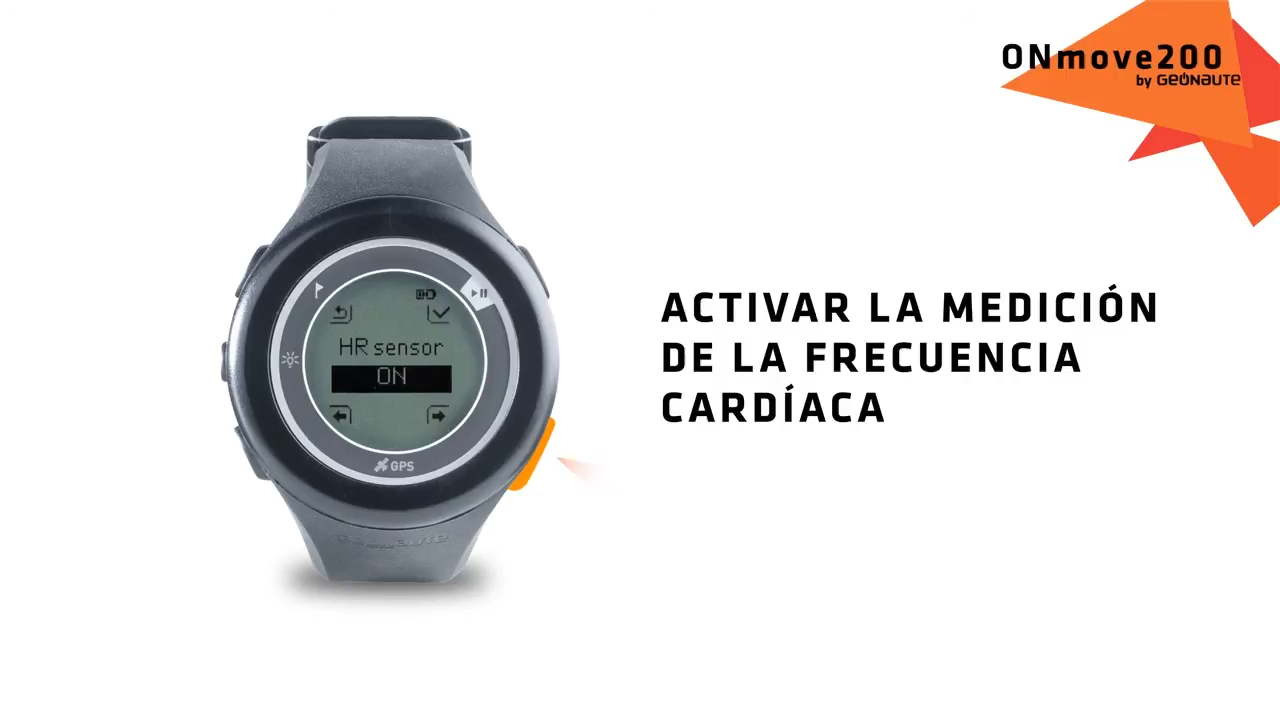 ONmove200
by GEONAUTE
HR sensor
ON
GPS
ACTIVAR LA MEDICIÓN
DE LA FRECUENCIA
CARDÍACA